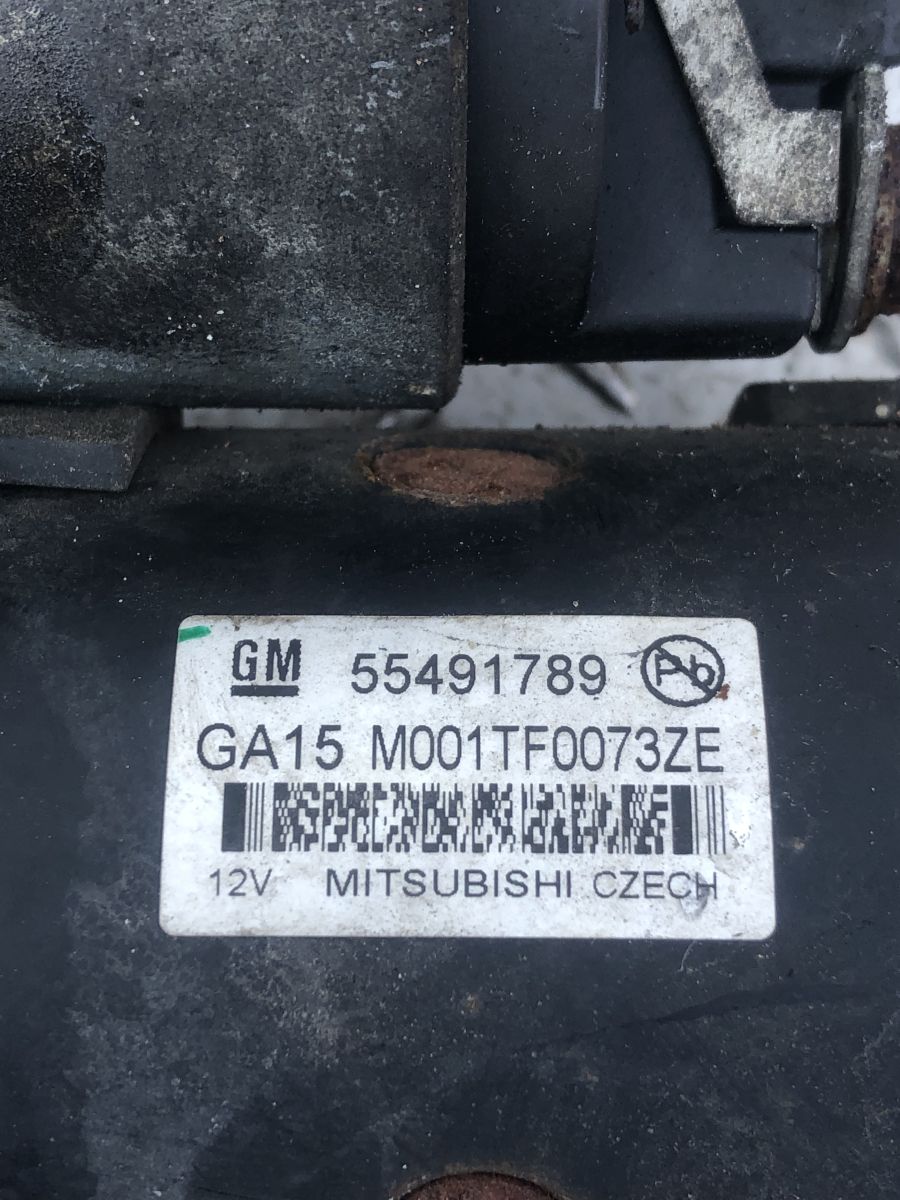 GM 55491789 Pb
GA15 M001TF0073ZE
12V MITSUBISHI CZECH